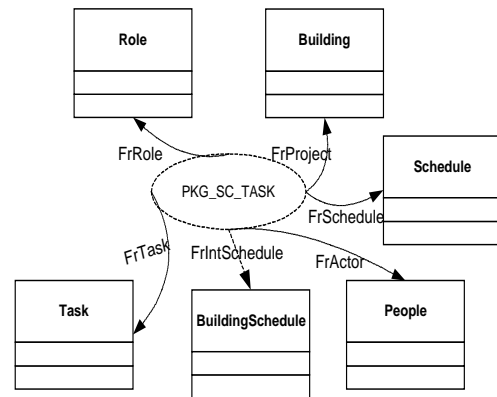 Role
Building
FrRole
FrProject
Schedule
PKG_SC_TASK
FrSchedule
FrTask
FrIntSchedule
FrActor
Task
BuildingSchedule
People